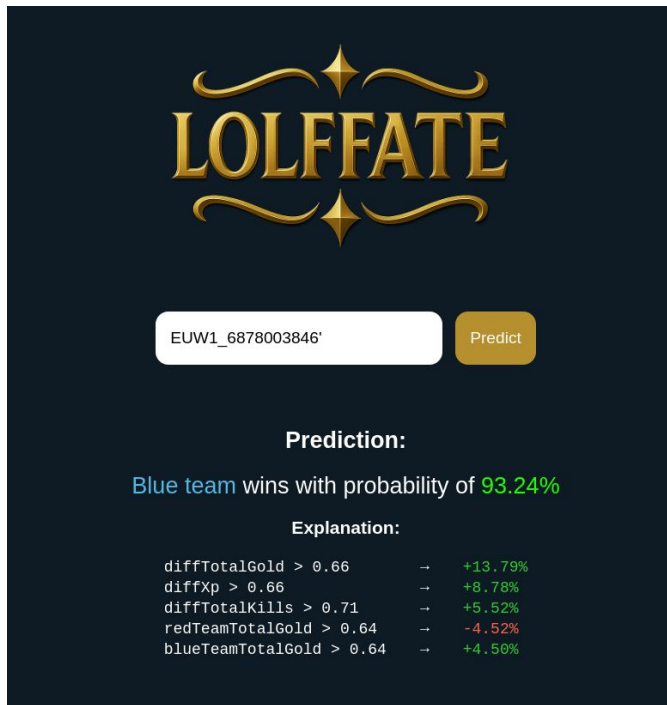 LOLFFATE
EUW1_6878003846' Predict
Prediction:
Blue team wins with probability of 93.24%
Explanation:
diffTotalGold > 0.66 → +13.79%
diffXp > 0.66 → +8.78%
diffTotalKills > 0.71 → +5.52%
redTeamTotalGold > 0.64 → -4.52%
blueTeamTotalGold > 0.64 → +4.50%